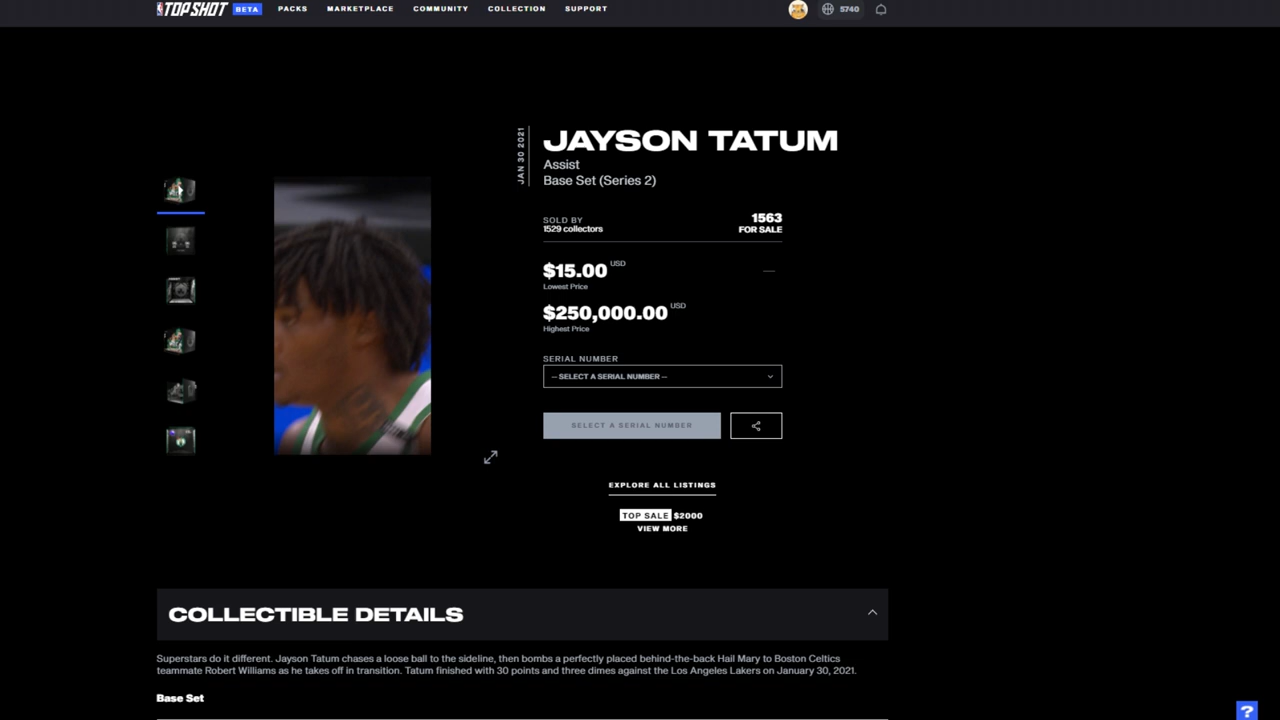 TOP SHOT BETA PACKS MARKETPLACE COMMUNITY COLLECTION SUPPORT 5740
JAN 30 2021
JAYSON TATUM
Assist
Base Set (Series 2)
SOLD BY
1529 collectors
1563
FOR SALE
$15.00 USD
Lowest Price
—
$250,000.00 USD
Highest Price
SERIAL NUMBER
-- SELECT A SERIAL NUMBER --
SELECT A SERIAL NUMBER
EXPLORE ALL LISTINGS
TOP SALE $2000
VIEW MORE
COLLECTIBLE DETAILS
Superstars do it different. Jayson Tatum chases a loose ball to the sideline, then bombs a perfectly placed behind-the-back Hail Mary to Boston Celtics
teammate Robert Williams as he takes off in transition. Tatum finished with 30 points and three dimes against the Los Angeles Lakers on January 30, 2021.
Base Set
?